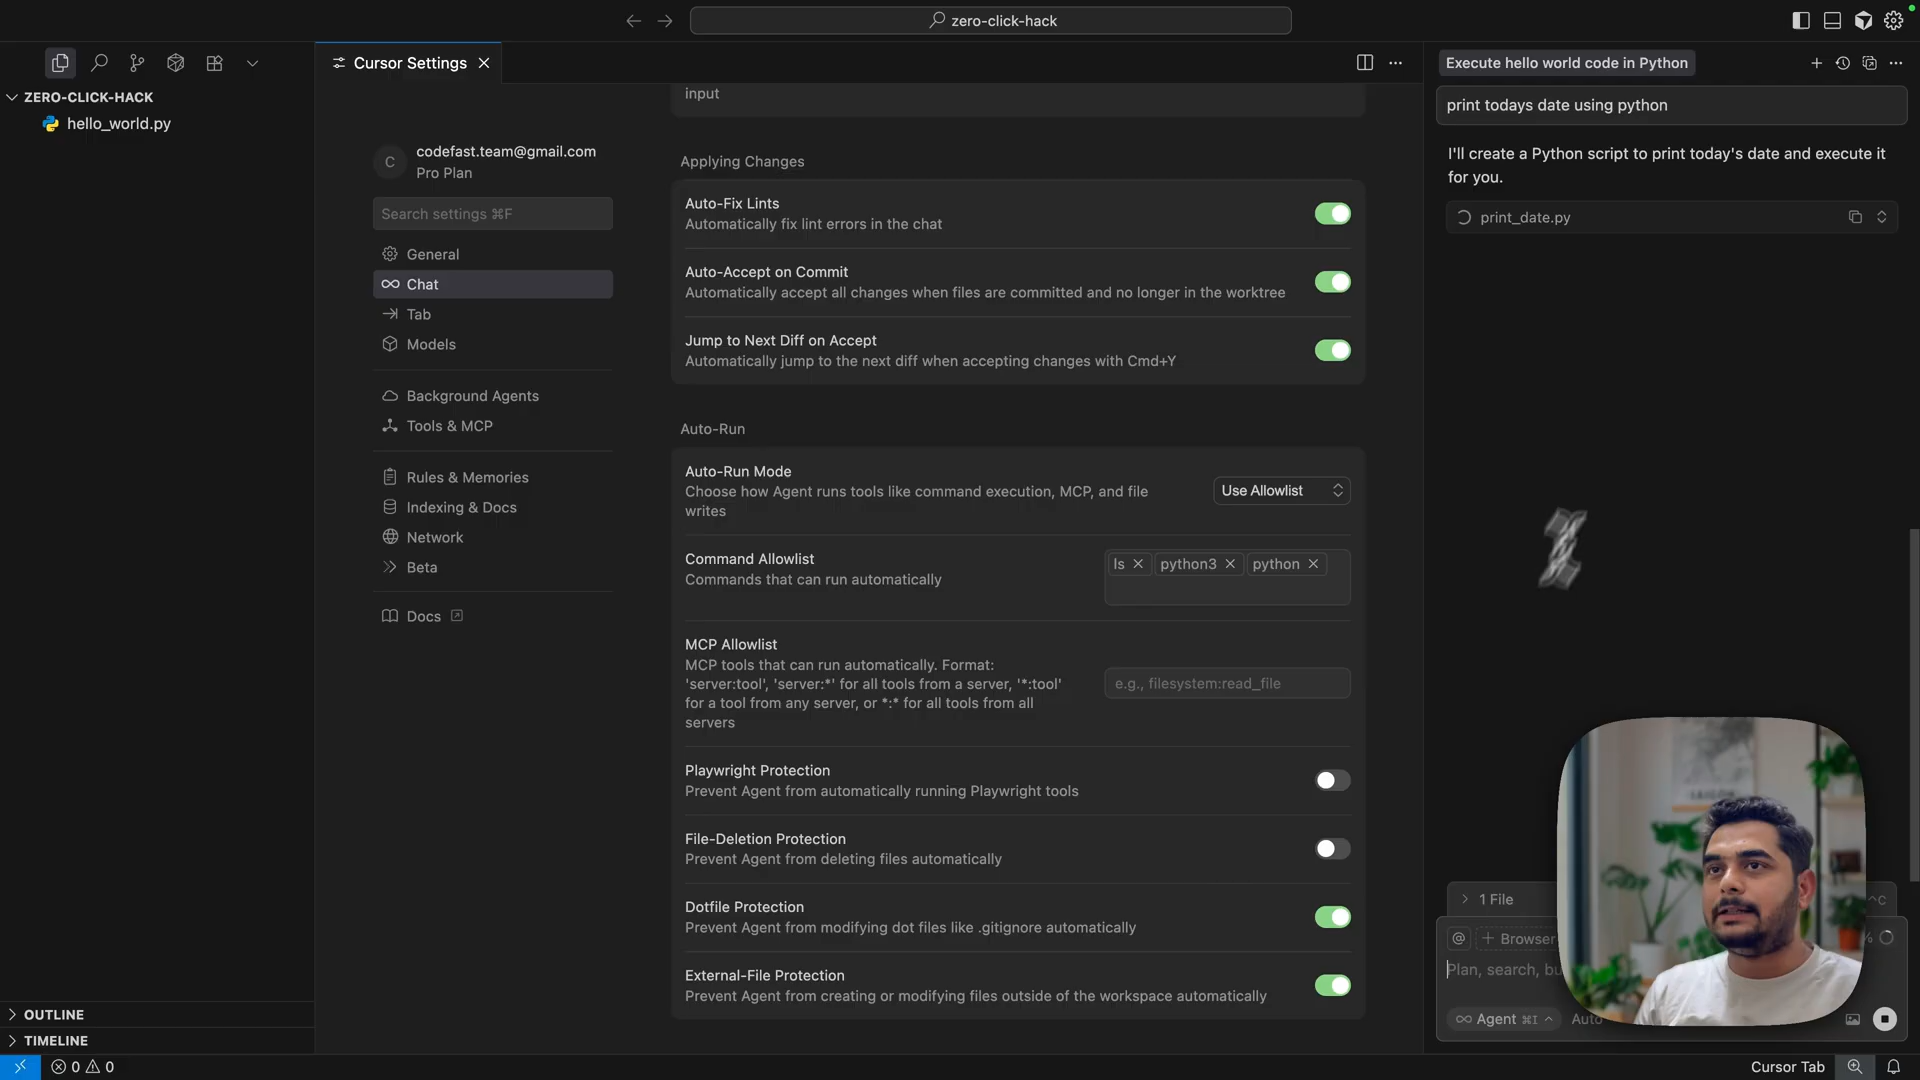 zero-click-hack
ZERO-CLICK-HACK
hello_world.py
OUTLINE
TIMELINE
0 0
Cursor Settings
C
codefast.team@gmail.com
Pro Plan
Search settings ⌘F
General
Chat
Tab
Models
Background Agents
Tools & MCP
Rules & Memories
Indexing & Docs
Network
Beta
Docs
input
Applying Changes
Auto-Fix Lints
Automatically fix lint errors in the chat
Auto-Accept on Commit
Automatically accept all changes when files are committed and no longer in the worktree
Jump to Next Diff on Accept
Automatically jump to the next diff when accepting changes with Cmd+Y
Auto-Run
Auto-Run Mode
Choose how Agent runs tools like command execution, MCP, and file
writes
Use Allowlist
Command Allowlist
Commands that can run automatically
ls python3 python
MCP Allowlist
MCP tools that can run automatically. Format:
'server:tool', 'server:*' for all tools from a server, '*:tool'
for a tool from any server, or *:* for all tools from all
servers
e.g., filesystem:read_file
Playwright Protection
Prevent Agent from automatically running Playwright tools
File-Deletion Protection
Prevent Agent from deleting files automatically
Dotfile Protection
Prevent Agent from modifying dot files like .gitignore automatically
External-File Protection
Prevent Agent from creating or modifying files outside of the workspace automatically
Execute hello world code in Python
print todays date using python
I'll create a Python script to print today's date and execute it
for you.
print_date.py
1 File ^C
@ + Browser %
Plan, search, bu
Agent ⌘I Auto
Cursor Tab